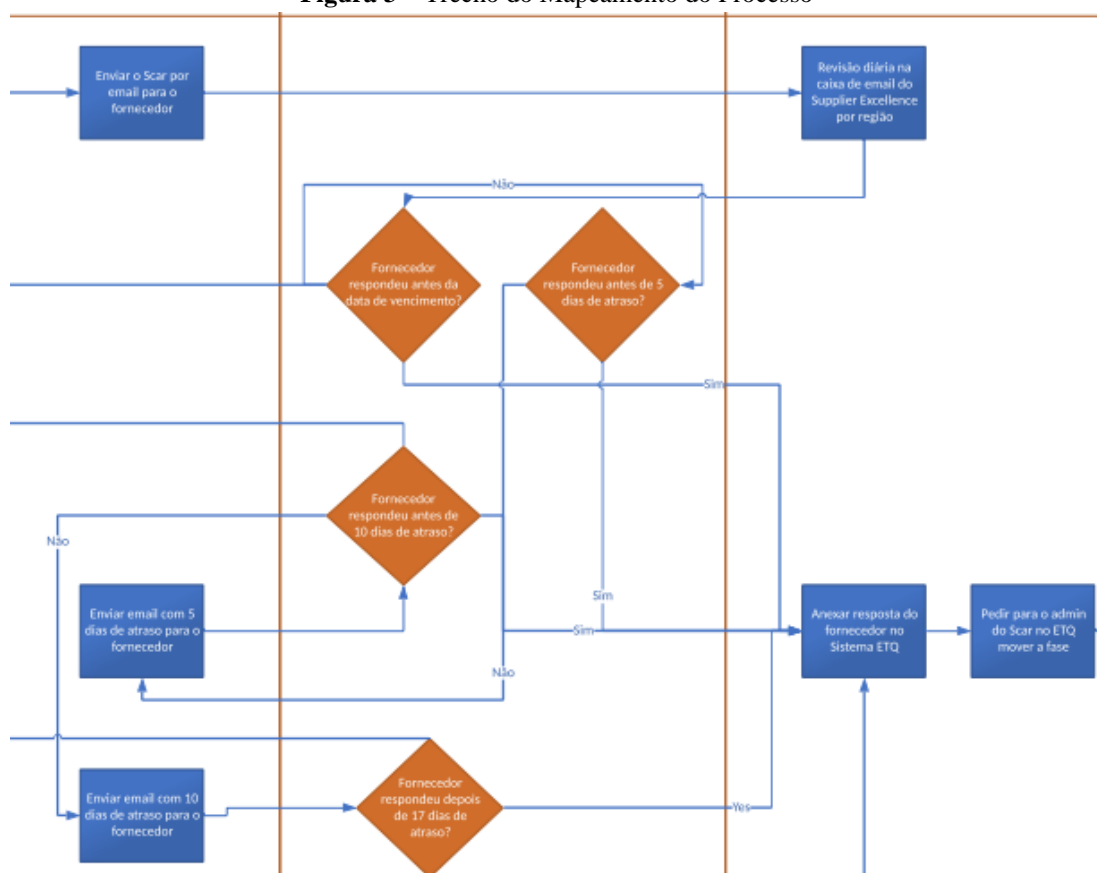 Enviar o Scar por
email para o
fornecedor
Revisão diária na
caixa de email do
Supplier Excellence
por região
Não
Fornecedor
respondeu antes da
data de vencimento?
Fornecedor
respondeu antes de 5
dias de atraso?
Sim
Fornecedor
respondeu antes de
10 dias de atraso?
Não
Enviar email com 5
dias de atraso para o
fornecedor
Sim
Sim
Anexar resposta do
fornecedor no
Sistema ETQ
Pedir para o admin
do Scar no ETQ
mover a fase
Não
Enviar email com 10
dias de atraso para o
fornecedor
Fornecedor
respondeu depois
de 17 dias de
atraso?
Yes